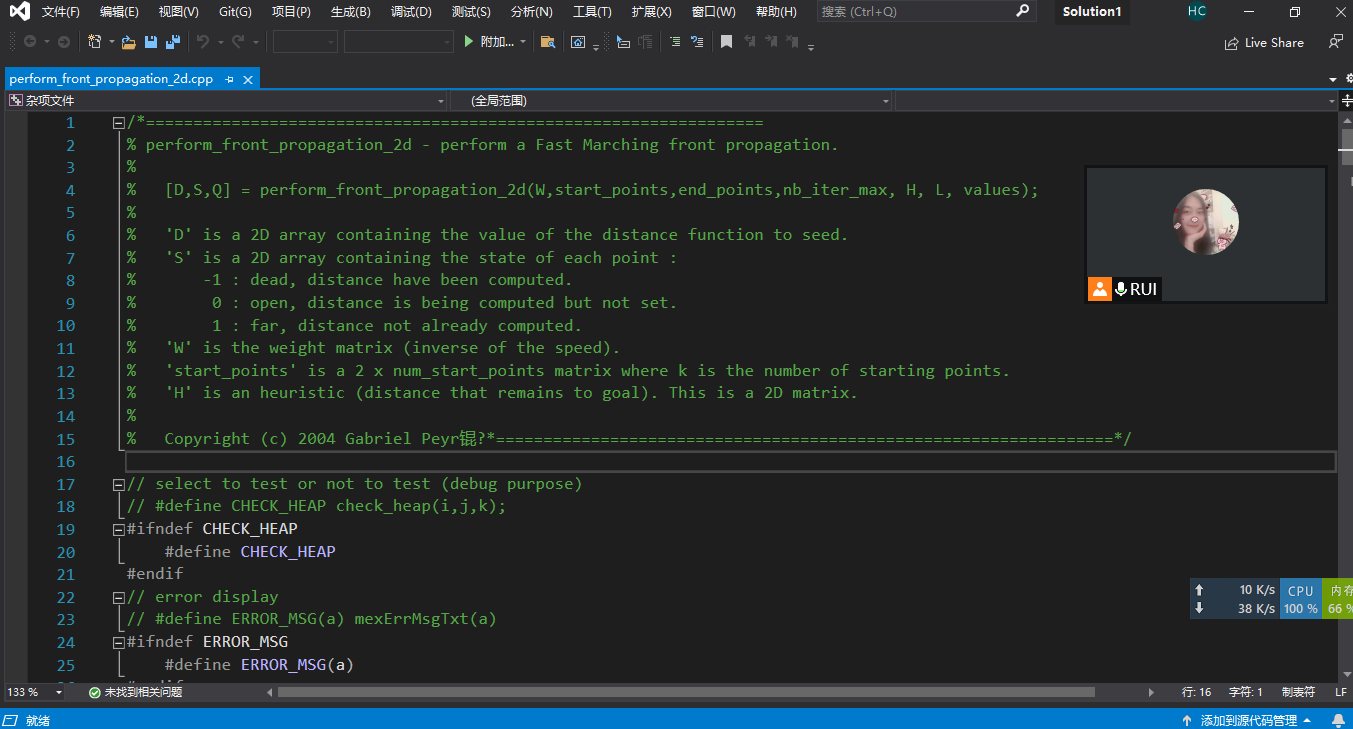 文件(F) 编辑(E) 视图(V) Git(G) 项目(P) 生成(B) 调试(D) 测试(S) 分析(N) 工具(T) 扩展(X) 窗口(W) 帮助(H) 搜索 (Ctrl+Q) Solution1 HC
附加... Live Share
perform_front_propagation_2d.cpp
杂项文件 (全局范围)
1 /*=================================================================
2 % perform_front_propagation_2d - perform a Fast Marching front propagation.
3 %
4 %   [D,S,Q] = perform_front_propagation_2d(W,start_points,end_points,nb_iter_max, H, L, values);
5 %
6 %   'D' is a 2D array containing the value of the distance function to seed.
7 %   'S' is a 2D array containing the state of each point :
8 %       -1 : dead, distance have been computed.
9 %        0 : open, distance is being computed but not set.
10 %        1 : far, distance not already computed.
11 %   'W' is the weight matrix (inverse of the speed).
12 %   'start_points' is a 2 x num_start_points matrix where k is the number of starting points.
13 %   'H' is an heuristic (distance that remains to goal). This is a 2D matrix.
14 %
15 %   Copyright (c) 2004 Gabriel Peyr锟?*=================================================================*/
16
17 // select to test or not to test (debug purpose)
18 // #define CHECK_HEAP check_heap(i,j,k);
19 #ifndef CHECK_HEAP
20     #define CHECK_HEAP
21 #endif
22 // error display
23 // #define ERROR_MSG(a) mexErrMsgTxt(a)
24 #ifndef ERROR_MSG
25     #define ERROR_MSG(a)
RUI
10 K/s CPU 内存
38 K/s 100 % 66 %
133 % 未找到相关问题 行: 16 字符: 1 制表符 LF
就绪 添加到源代码管理